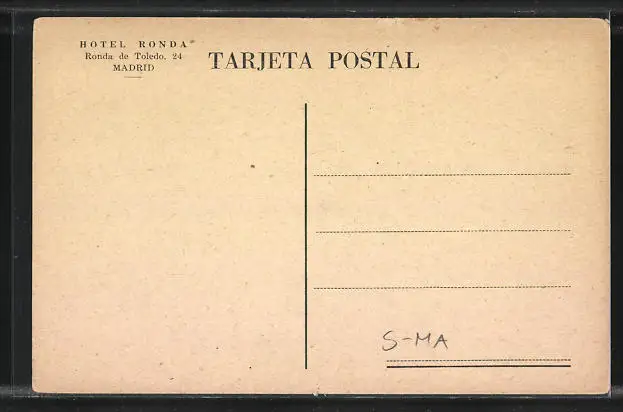 HOTEL RONDA
Ronda de Toledo, 24
MADRID
TARJETA POSTAL
S-MA